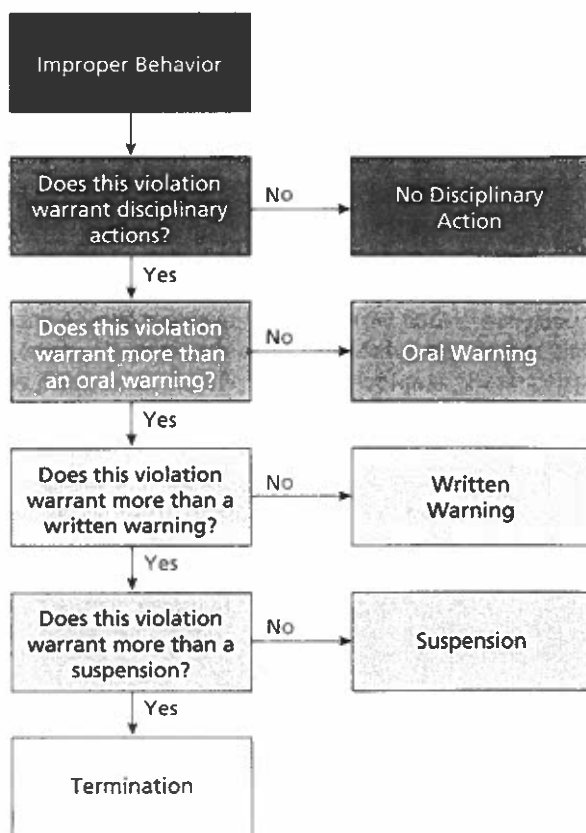 Improper Behavior
Does this violation
warrant disciplinary
actions?
No
No Disciplinary
Action
Yes
Does this violation
warrant more than
an oral warning?
No
Oral Warning
Yes
Does this violation
warrant more than a
written warning?
No
Written
Warning
Yes
Does this violation
warrant more than a
suspension?
No
Suspension
Yes
Termination